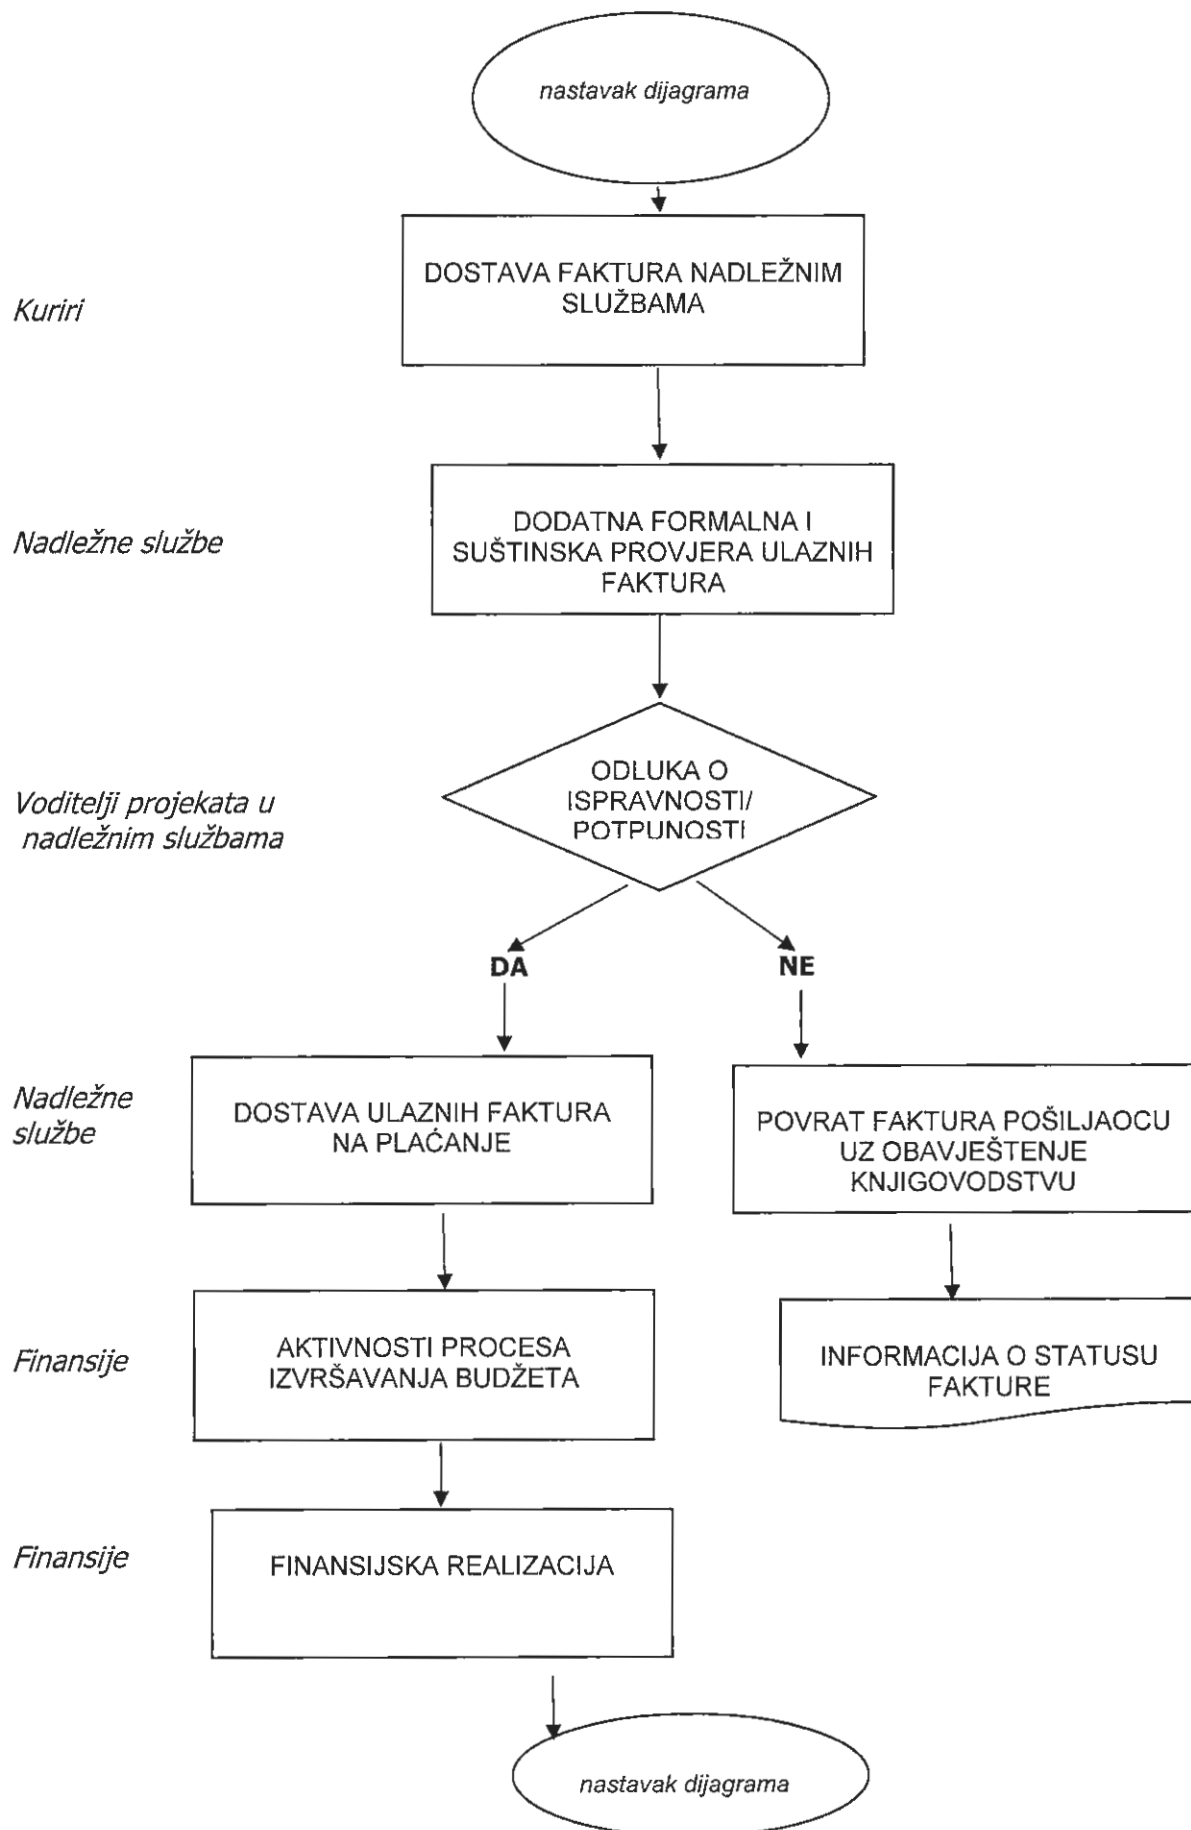 nastavak dijagrama
Kuriri
DOSTAVA FAKTURA NADLEŽNIM
SLUŽBAMA
Nadležne službe
DODATNA FORMALNA I
SUŠTINSKA PROVJERA ULAZNIH
FAKTURA
Voditelji projekata u
nadležnim službama
ODLUKA O
ISPRAVNOSTI/
POTPUNOSTI
DA
NE
Nadležne
službe
DOSTAVA ULAZNIH FAKTURA
NA PLAĆANJE
POVRAT FAKTURA POŠILJAOCU
UZ OBAVJEŠTENJE
KNJIGOVODSTVU
Finansije
AKTIVNOSTI PROCESA
IZVRŠAVANJA BUDŽETA
INFORMACIJA O STATUSU
FAKTURE
Finansije
FINANSIJSKA REALIZACIJA
nastavak dijagrama